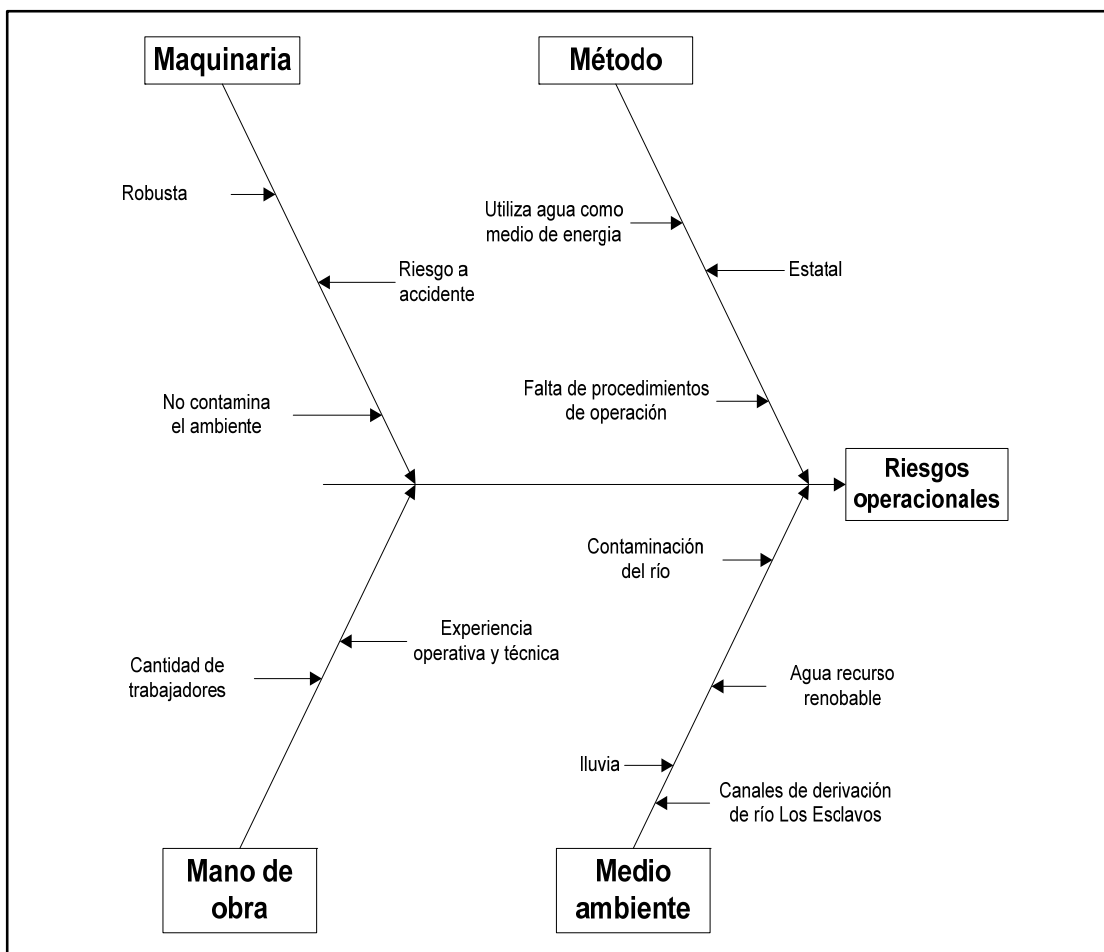 Maquinaria
Método
Robusta
Utiliza agua como
medio de energia
Riesgo a
accidente
Estatal
No contamina
el ambiente
Falta de procedimientos
de operación
Riesgos
operacionales
Contaminación
del río
Experiencia
operativa y técnica
Cantidad de
trabajadores
Agua recurso
renobable
lluvia
Canales de derivación
de río Los Esclavos
Mano de
obra
Medio
ambiente